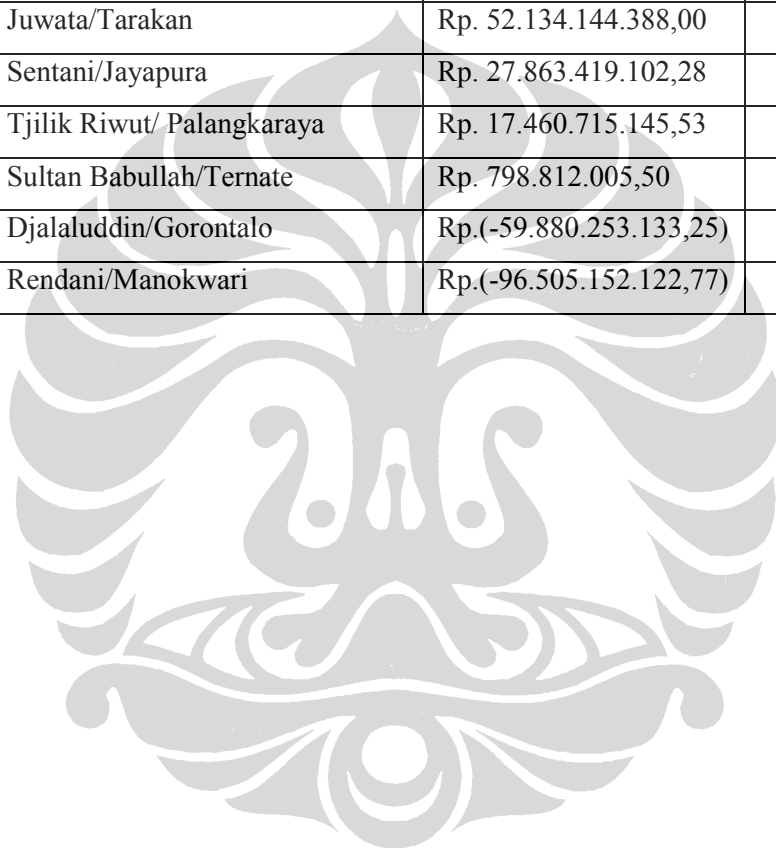 Juwata/Tarakan Rp. 52.134.144.388,00
Sentani/Jayapura Rp. 27.863.419.102,28
Tjilik Riwut/ Palangkaraya Rp. 17.460.715.145,53
Sultan Babullah/Ternate Rp. 798.812.005,50
Djalaluddin/Gorontalo Rp.(-59.880.253.133,25)
Rendani/Manokwari Rp.(-96.505.152.122,77)